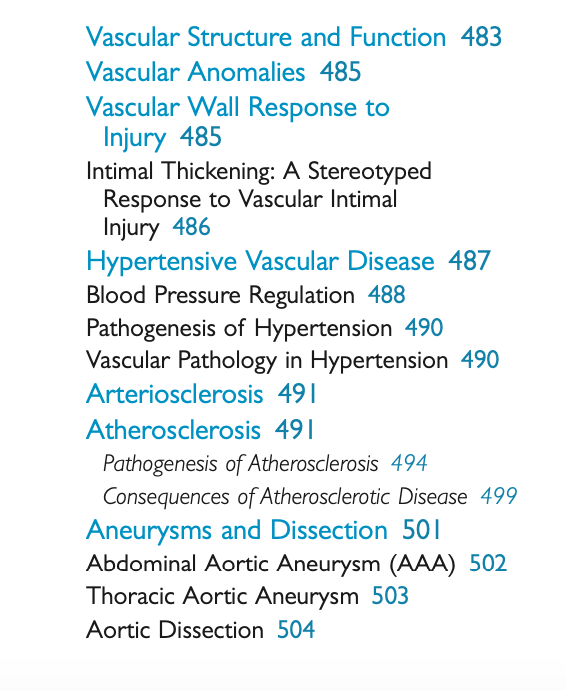 Vascular Structure and Function 483
Vascular Anomalies 485
Vascular Wall Response to
Injury 485
Intimal Thickening: A Stereotyped
Response to Vascular Intimal
Injury 486
Hypertensive Vascular Disease 487
Blood Pressure Regulation 488
Pathogenesis of Hypertension 490
Vascular Pathology in Hypertension 490
Arteriosclerosis 491
Atherosclerosis 491
Pathogenesis of Atherosclerosis 494
Consequences of Atherosclerotic Disease 499
Aneurysms and Dissection 501
Abdominal Aortic Aneurysm (AAA) 502
Thoracic Aortic Aneurysm 503
Aortic Dissection 504